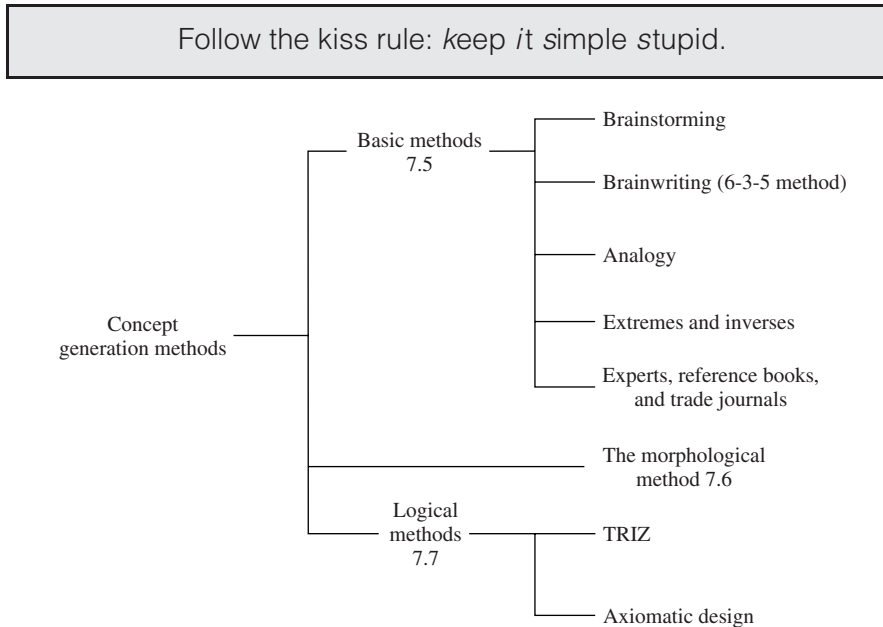 Follow the kiss rule: keep it simple stupid.
Brainstorming
Basic methods
7.5
Brainwriting (6-3-5 method)
Analogy
Extremes and inverses
Concept
generation methods
Experts, reference books,
and trade journals
The morphological
method 7.6
Logical
methods
7.7
TRIZ
Axiomatic design